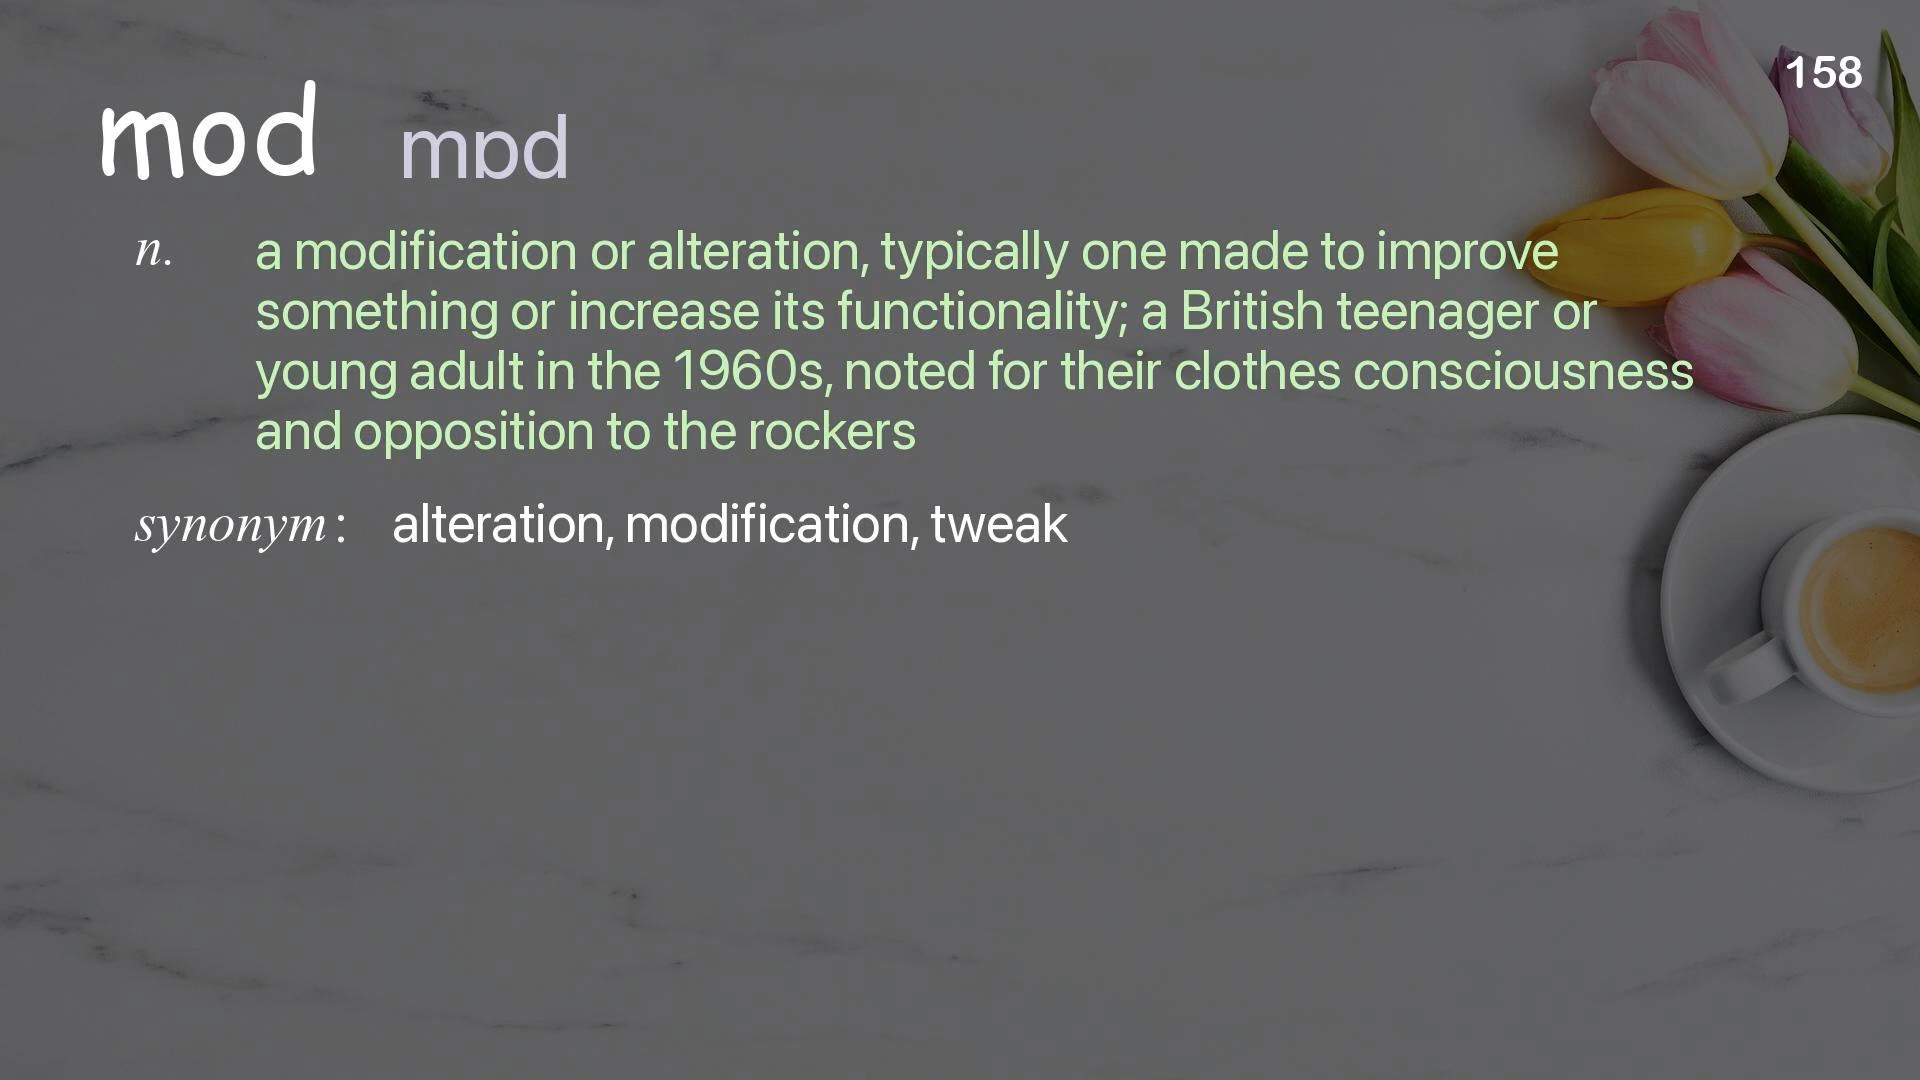 158
mod mɒd
n. a modification or alteration, typically one made to improve
something or increase its functionality; a British teenager or
young adult in the 1960s, noted for their clothes consciousness
and opposition to the rockers
synonym : alteration, modification, tweak